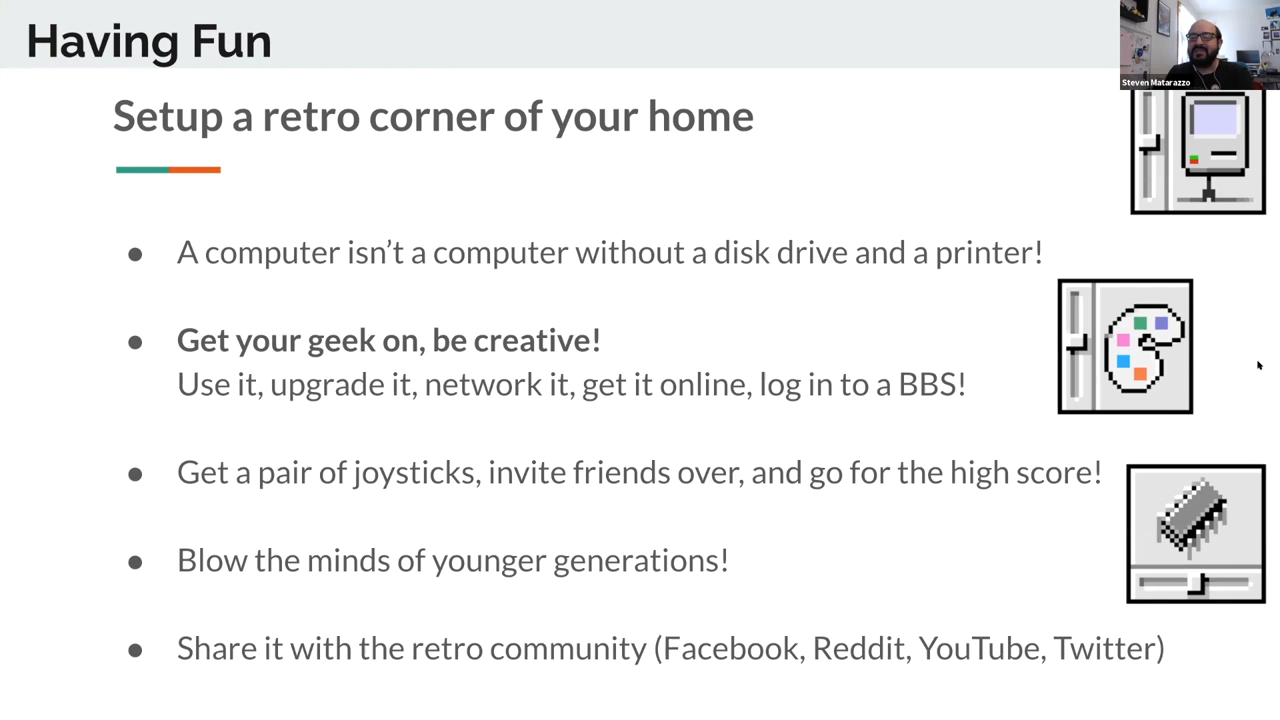 Having Fun
Steven Matarazzo
Setup a retro corner of your home
● A computer isn’t a computer without a disk drive and a printer!
● Get your geek on, be creative!
Use it, upgrade it, network it, get it online, log in to a BBS!
● Get a pair of joysticks, invite friends over, and go for the high score!
● Blow the minds of younger generations!
● Share it with the retro community (Facebook, Reddit, YouTube, Twitter)